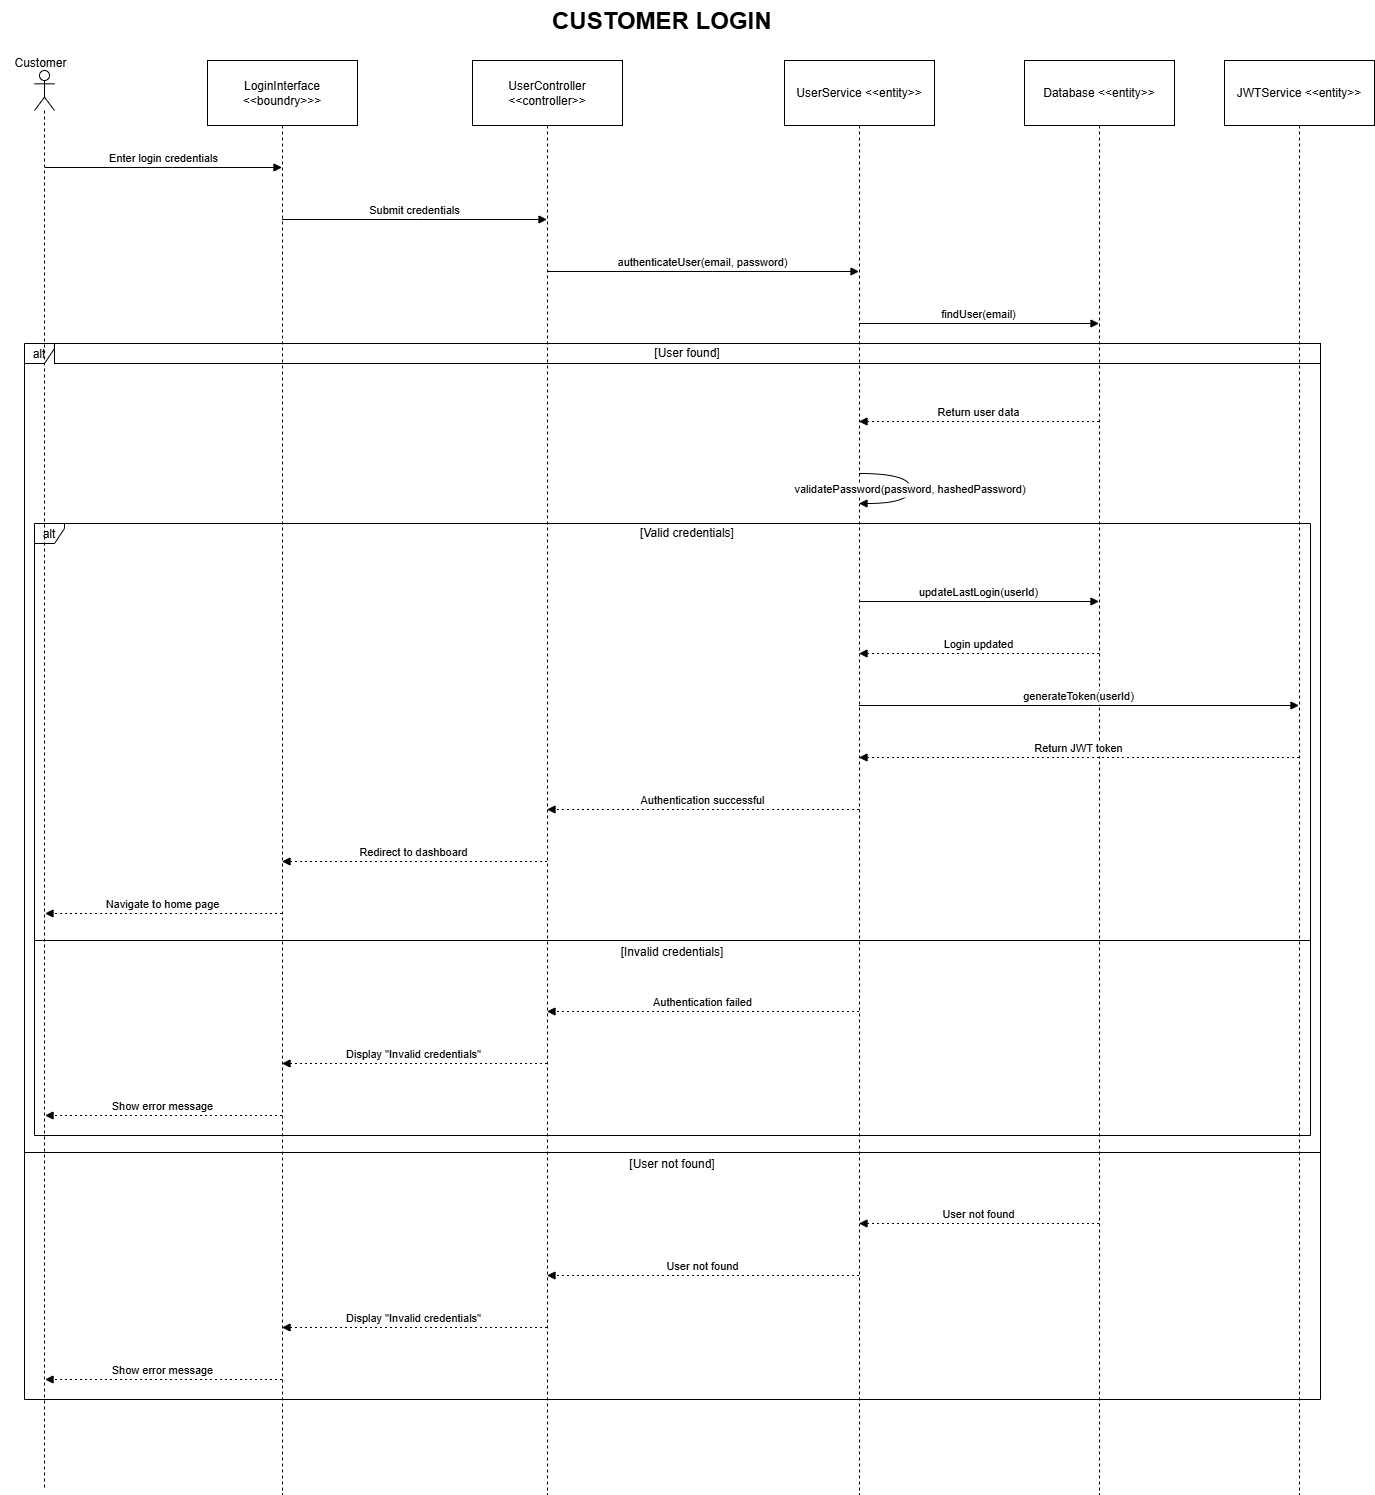 CUSTOMER LOGIN
Customer
LoginInterface
<<boundry>>>
UserController
<<controller>>
UserService <<entity>>
Database <<entity>>
JWTService <<entity>>
Enter login credentials
Submit credentials
authenticateUser(email, password)
findUser(email)
alt
[User found]
Return user data
validatePassword(password, hashedPassword)
alt
[Valid credentials]
updateLastLogin(userId)
Login updated
generateToken(userId)
Return JWT token
Authentication successful
Redirect to dashboard
Navigate to home page
[Invalid credentials]
Authentication failed
Display "Invalid credentials"
Show error message
[User not found]
User not found
User not found
Display "Invalid credentials"
Show error message